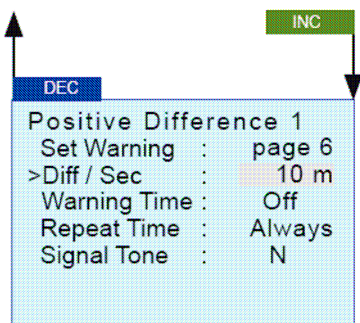 INC
DEC
Positive Difference 1
Set Warning : page 6
>Diff / Sec : 10 m
Warning Time : Off
Repeat Time : Always
Signal Tone : N